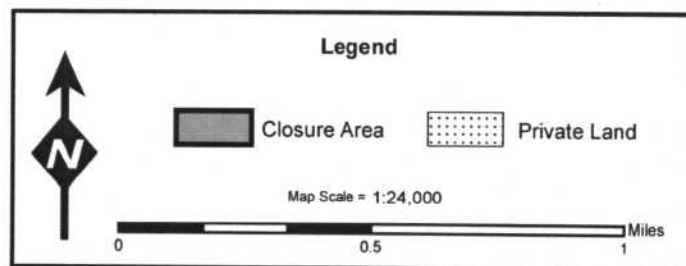 Legend
N
Closure Area
Private Land
Map Scale = 1:24,000
Miles
0 0.5 1